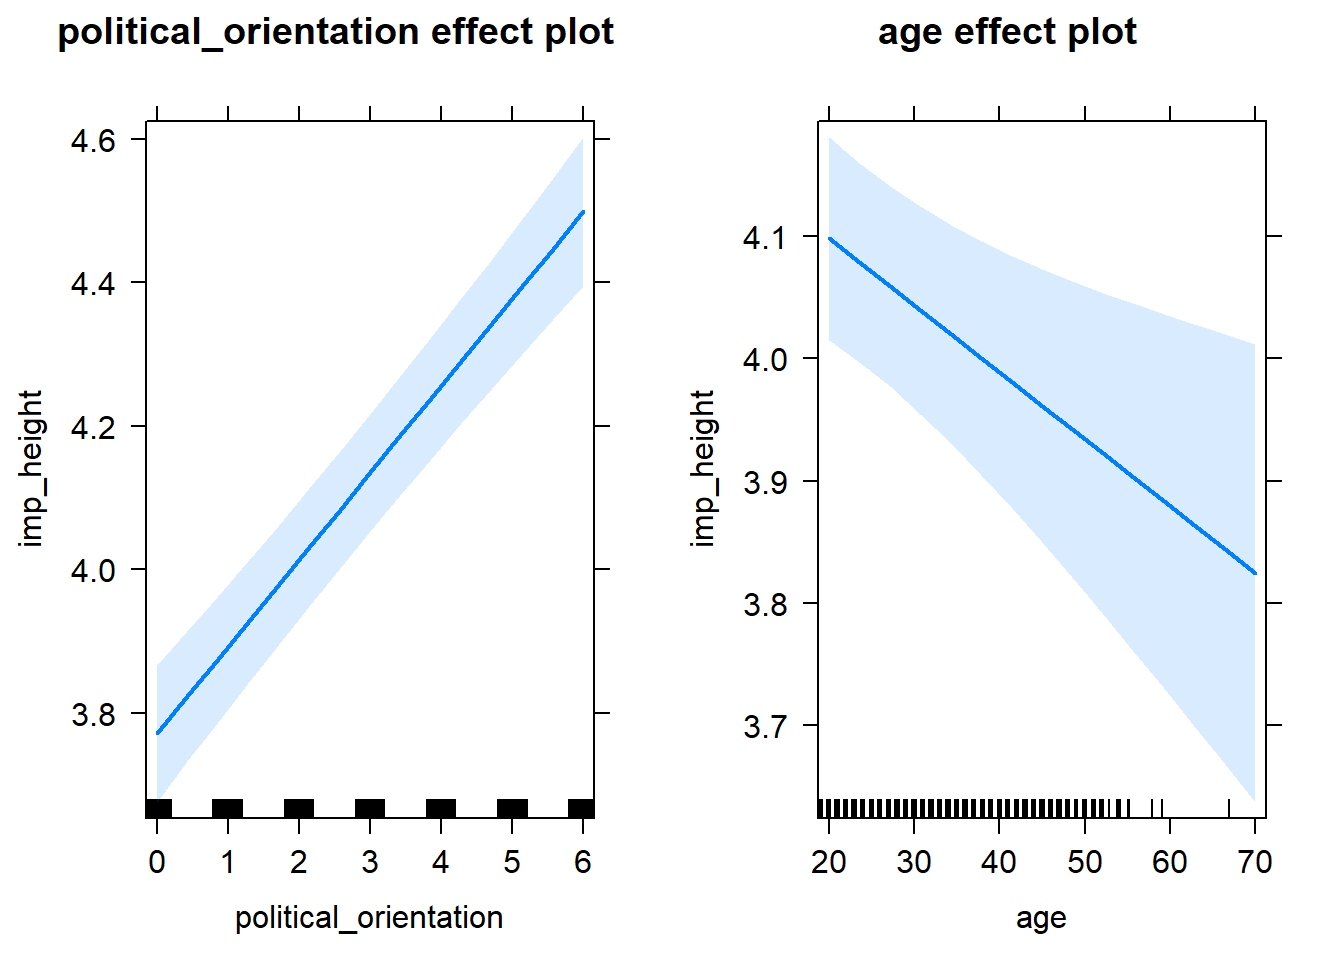 political_orientation effect plot
imp_height
4.6
4.4
4.2
4.0
3.8
0 1 2 3 4 5 6
political_orientation
age effect plot
imp_height
4.1
4.0
3.9
3.8
3.7
20 30 40 50 60 70
age